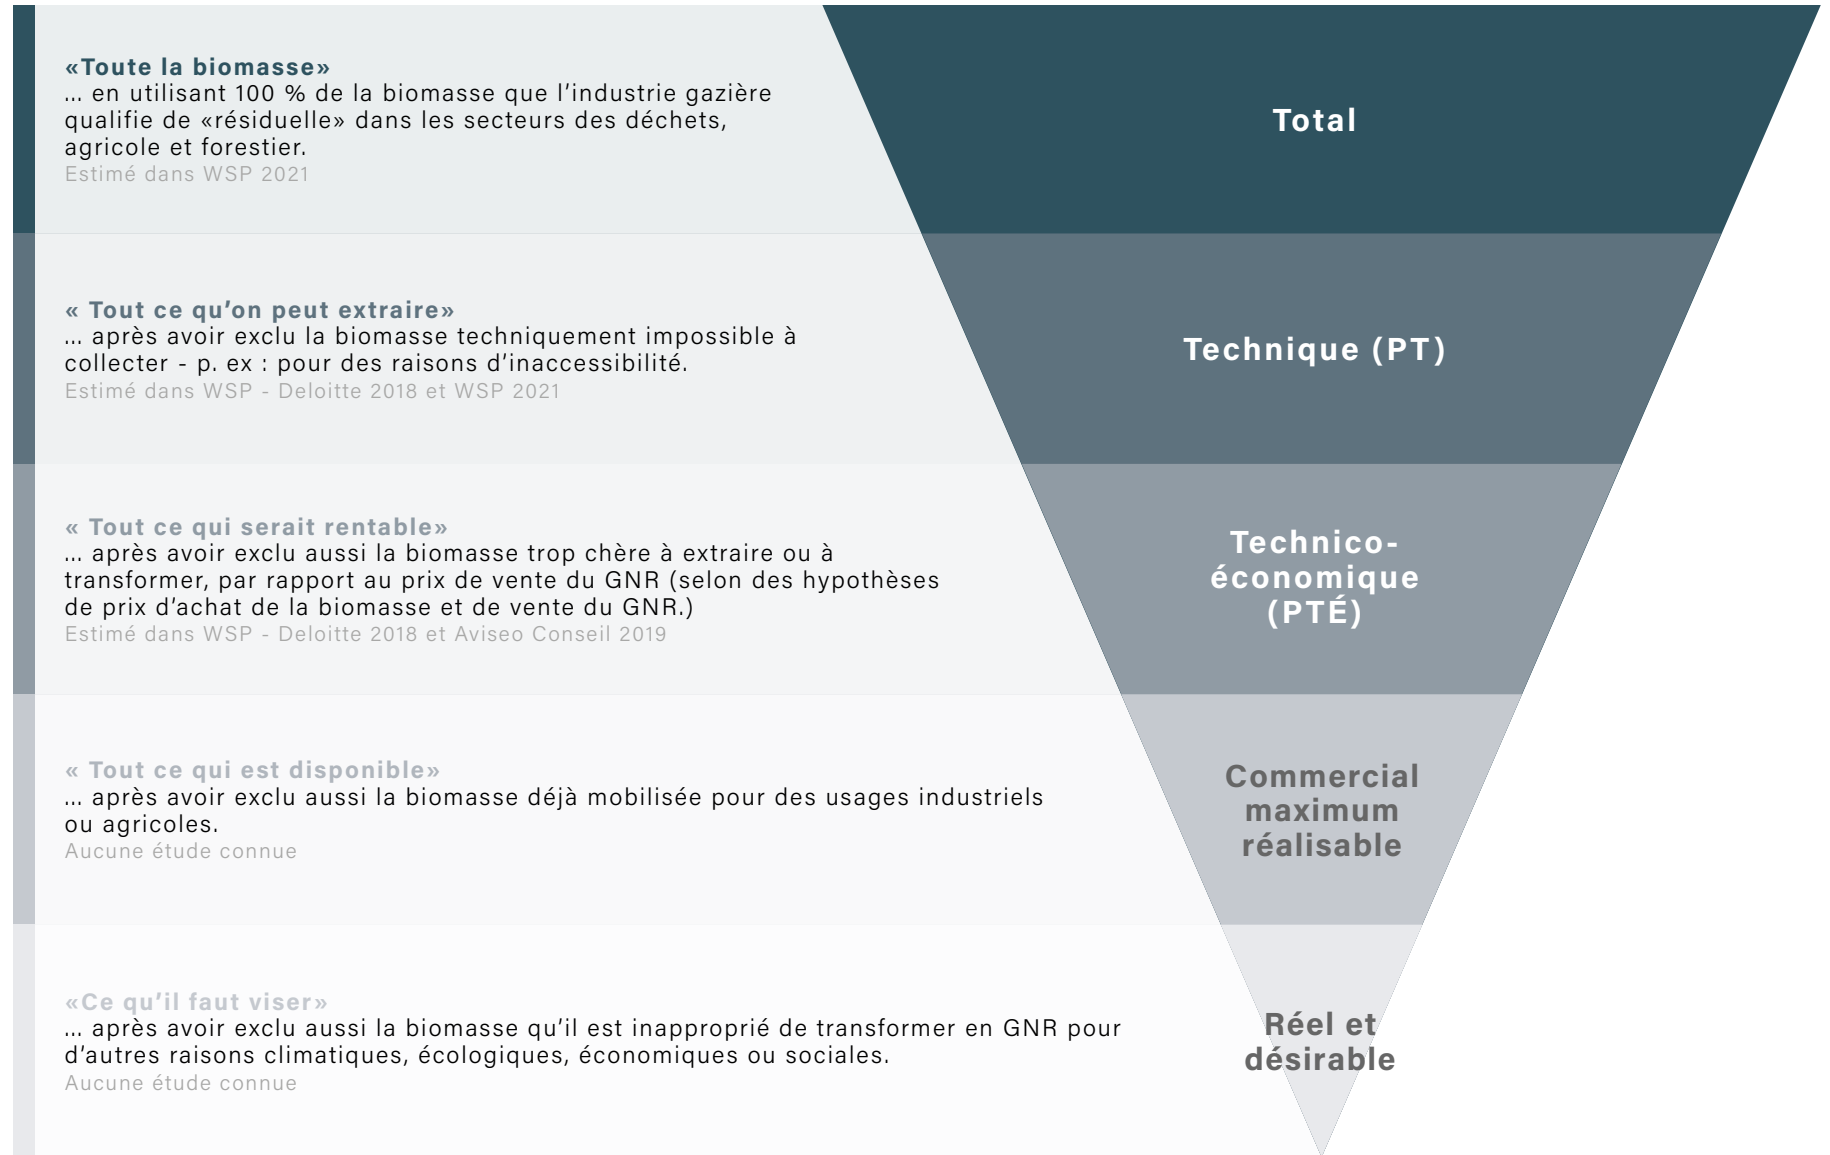 «Toute la biomasse»
... en utilisant 100 % de la biomasse que l’industrie gazière
qualifie de «résiduelle» dans les secteurs des déchets,
agricole et forestier.
Estimé dans WSP 2021
Total
« Tout ce qu’on peut extraire»
... après avoir exclu la biomasse techniquement impossible à
collecter - p. ex : pour des raisons d’inaccessibilité.
Estimé dans WSP - Deloitte 2018 et WSP 2021
Technique (PT)
« Tout ce qui serait rentable»
... après avoir exclu aussi la biomasse trop chère à extraire ou à
transformer, par rapport au prix de vente du GNR (selon des hypothèses
de prix d’achat de la biomasse et de vente du GNR.)
Estimé dans WSP - Deloitte 2018 et Aviseo Conseil 2019
Technico-
économique
(PTÉ)
« Tout ce qui est disponible»
... après avoir exclu aussi la biomasse déjà mobilisée pour des usages industriels
ou agricoles.
Aucune étude connue
Commercial
maximum
réalisable
«Ce qu’il faut viser»
... après avoir exclu aussi la biomasse qu’il est inapproprié de transformer en GNR pour
d’autres raisons climatiques, écologiques, économiques ou sociales.
Aucune étude connue
Réel et
désirable